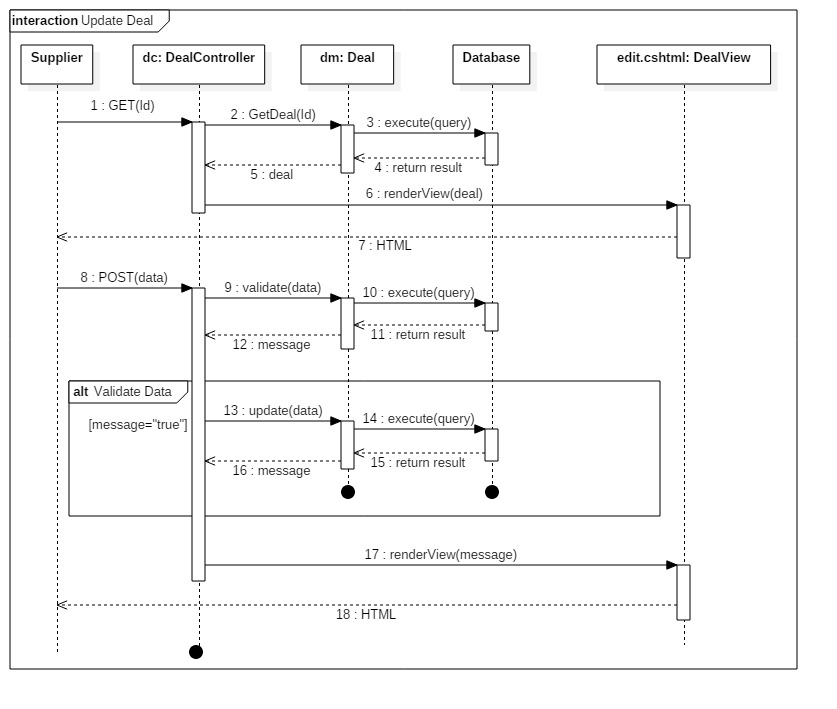 interaction Update Deal
Supplier
dc: DealController
dm: Deal
Database
edit.cshtml: DealView
1 : GET(Id)
2 : GetDeal(Id)
3 : execute(query)
4 : return result
5 : deal
6 : renderView(deal)
7 : HTML
8 : POST(data)
9 : validate(data)
10 : execute(query)
11 : return result
12 : message
alt Validate Data
[message="true"]
13 : update(data)
14 : execute(query)
15 : return result
16 : message
17 : renderView(message)
18 : HTML